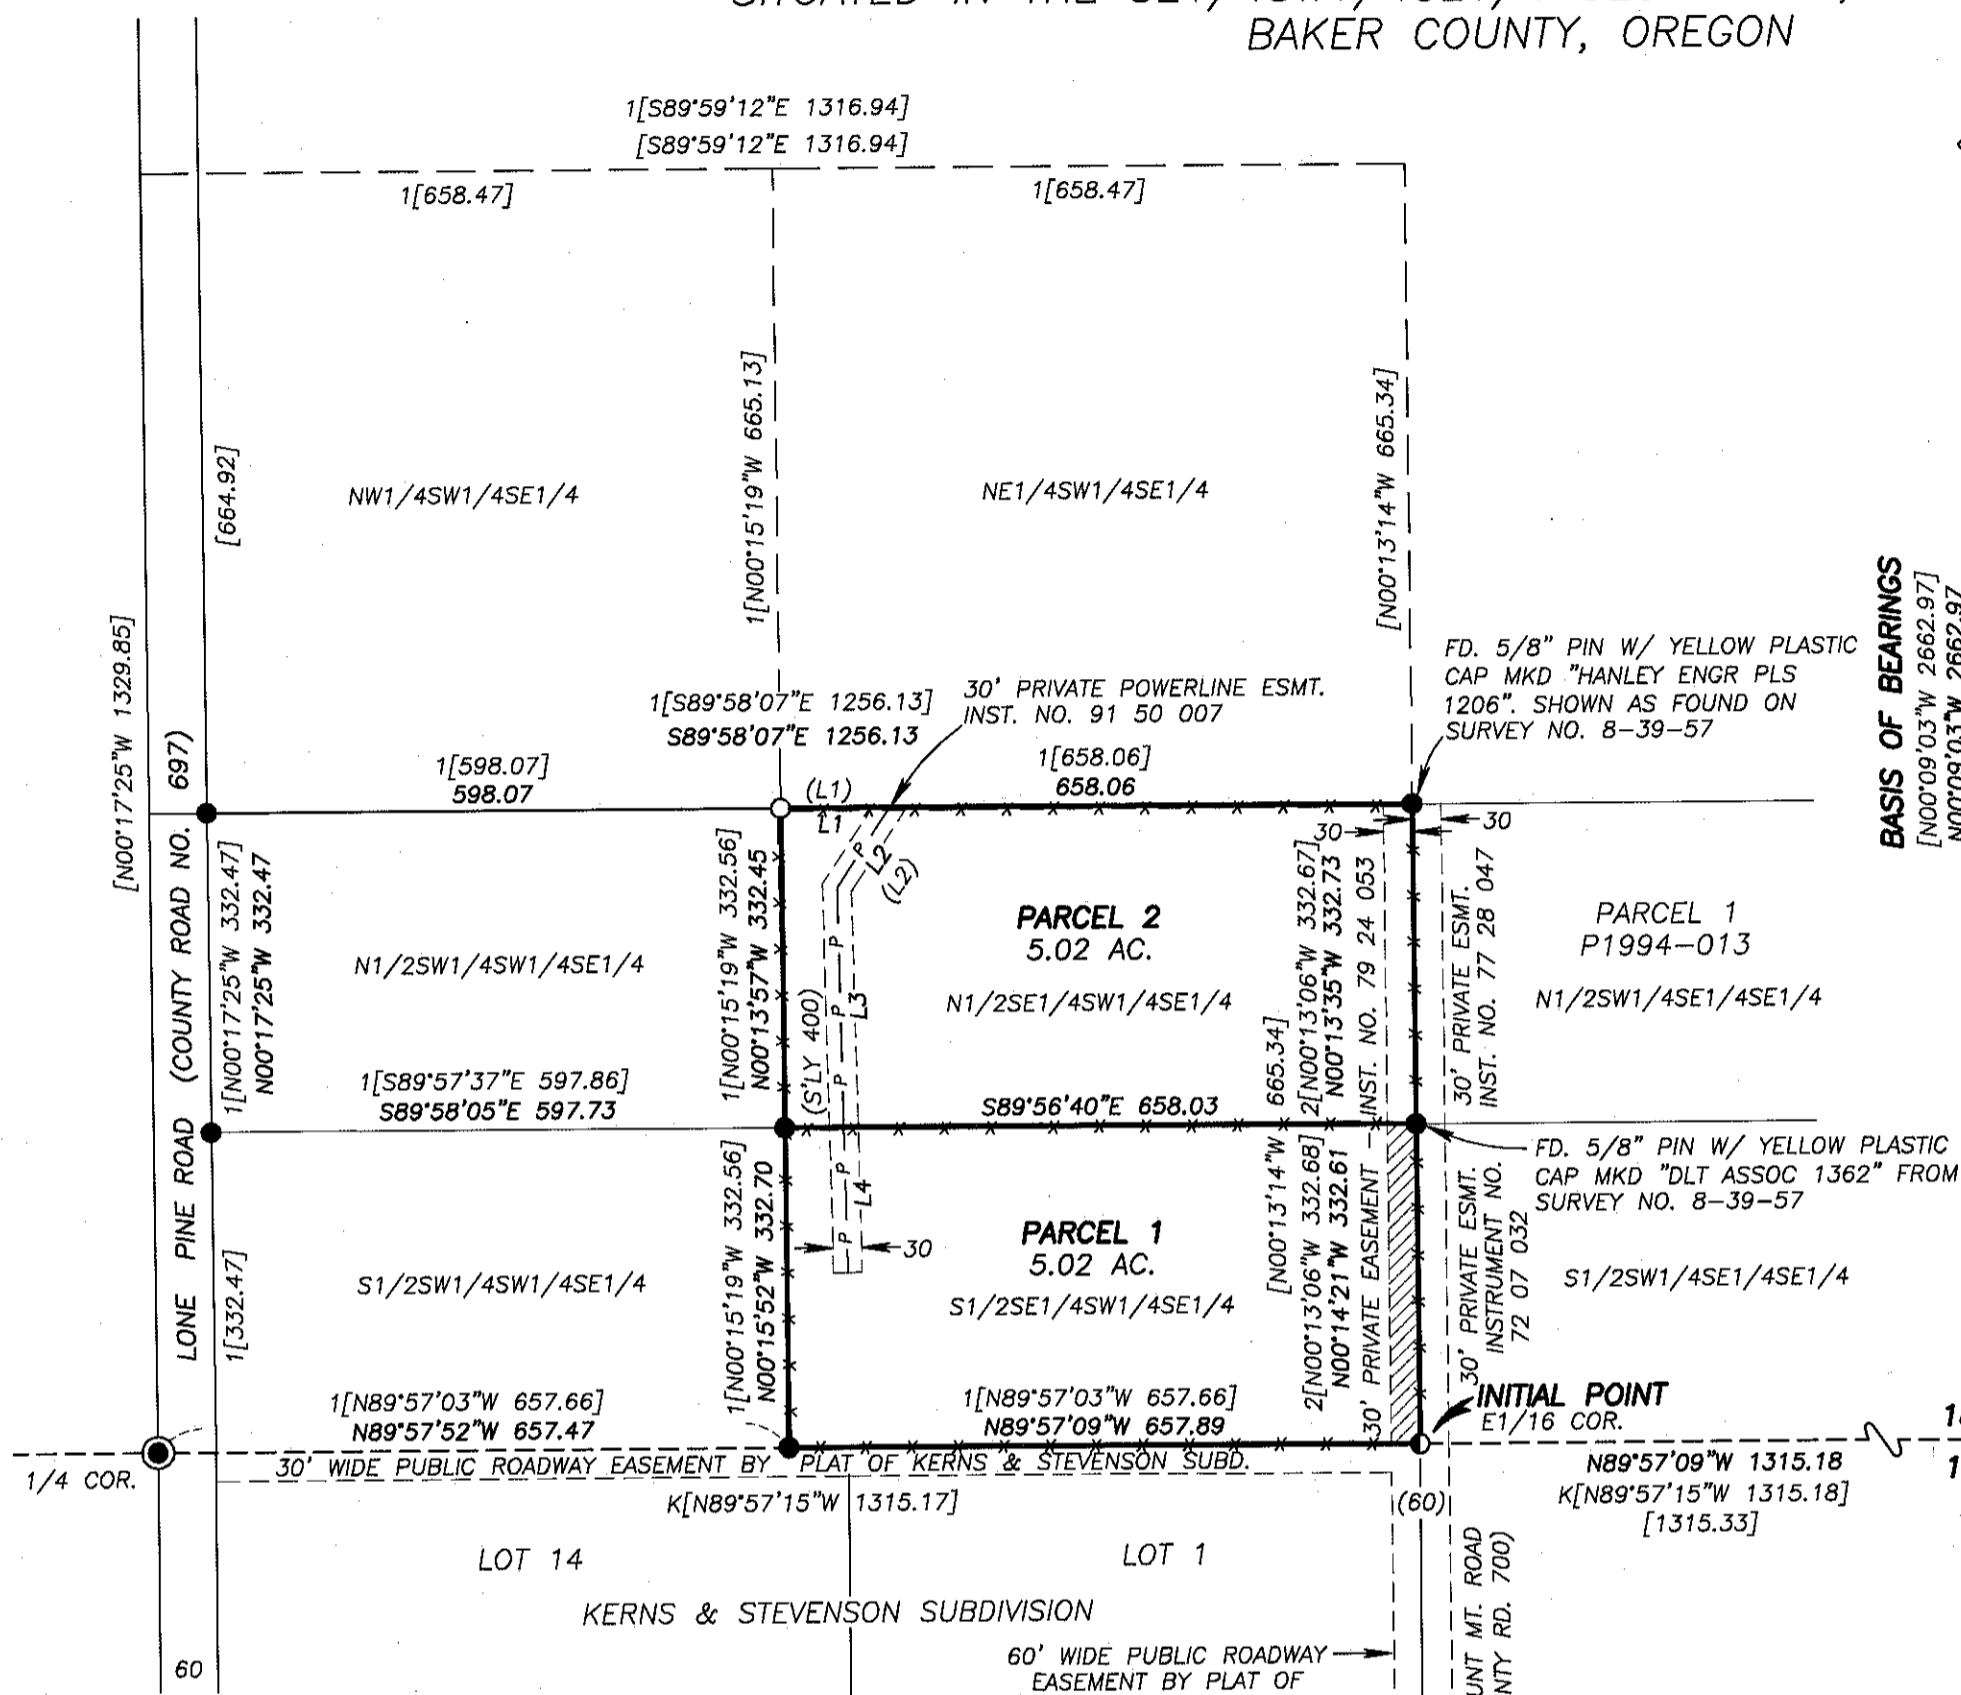 BAKER COUNTY, OREGON
1[S89°59'12"E 1316.94]
[S89°59'12"E 1316.94]
1[658.47]
1[658.47]
1[N00°15'19"W 665.13]
[N00°13'14"W 665.34]
[664.92]
NW1/4SW1/4SE1/4
NE1/4SW1/4SE1/4
[N00°17'25"W 1329.85]
BASIS OF BEARINGS
[N00°09'03"W 2662.97]
N00°09'03"W 2662.97
FD. 5/8" PIN W/ YELLOW PLASTIC
CAP MKD "HANLEY ENGR PLS
1206". SHOWN AS FOUND ON
SURVEY NO. 8-39-57
1[S89°58'07"E 1256.13]
S89°58'07"E 1256.13
30' PRIVATE POWERLINE ESMT.
INST. NO. 91 50 007
1[598.07]
598.07
1[658.06]
658.06
(L1)
L1
L2
(L2)
30
30
LONE PINE ROAD (COUNTY ROAD NO. 697)
1[N00°17'25"W 332.47]
N00°17'25"W 332.47
1[N00°15'19"W 332.56]
N00°13'57"W 332.45
(S'LY 400)
P
P
P
P
P
P
P
L3
PARCEL 2
5.02 AC.
N1/2SW1/4SW1/4SE1/4
N1/2SE1/4SW1/4SE1/4
2[N00°13'06"W 332.67]
N00°13'35"W 332.73
30' PRIVATE EASEMENT - INST. NO. 79 24 053
30' PRIVATE ESMT.
INST. NO. 77 28 047
PARCEL 1
P1994-013
N1/2SW1/4SE1/4SE1/4
1[S89°57'37"E 597.86]
S89°58'05"E 597.73
S89°56'40"E 658.03
[N00°13'14"W 665.34]
FD. 5/8" PIN W/ YELLOW PLASTIC
CAP MKD "DLT ASSOC 1362" FROM
SURVEY NO. 8-39-57
1[332.47]
1[N00°15'19"W 332.56]
N00°15'52"W 332.70
L4
30
PARCEL 1
5.02 AC.
S1/2SW1/4SW1/4SE1/4
S1/2SE1/4SW1/4SE1/4
2[N00°13'06"W 332.68]
N00°14'21"W 332.61
30' PRIVATE ESMT.
INSTRUMENT NO.
72 07 032
S1/2SW1/4SE1/4SE1/4
1[N89°57'03"W 657.66]
N89°57'52"W 657.47
1[N89°57'03"W 657.66]
N89°57'09"W 657.89
INITIAL POINT
E1/16 COR.
1/4 COR.
30' WIDE PUBLIC ROADWAY EASEMENT BY PLAT OF KERNS & STEVENSON SUBD.
K[N89°57'15"W 1315.17]
N89°57'09"W 1315.18
K[N89°57'15"W 1315.18]
[1315.33]
(60)
LOT 14
LOT 1
KERNS & STEVENSON SUBDIVISION
60
60' WIDE PUBLIC ROADWAY
EASEMENT BY PLAT OF
MT. ROAD
RD. 700)